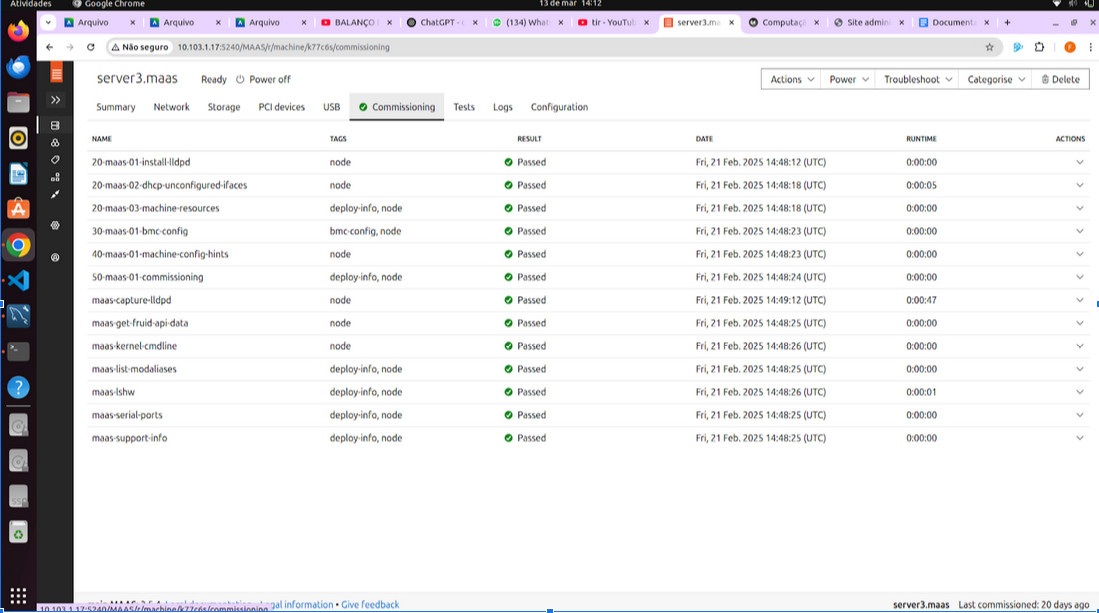 Atividades Google Chrome 13 de mar 14:12
Arquivo Arquivo Arquivo BALANÇO ChatGPT - (134) What tir - YouTub server3.ma Computaç Site admin Documenta
Não seguro 10.103.1.17:5240/MAAS/r/machine/k77c6s/commissioning
server3.maas Ready Power off Actions Power Troubleshoot Categorise Delete
Summary Network Storage PCI devices USB Commissioning Tests Logs Configuration
NAME TAGS RESULT DATE RUNTIME ACTIONS
20-maas-01-install-lldpd node Passed Fri, 21 Feb. 2025 14:48:12 (UTC) 0:00:00
20-maas-02-dhcp-unconfigured-ifaces node Passed Fri, 21 Feb. 2025 14:48:18 (UTC) 0:00:05
20-maas-03-machine-resources deploy-info, node Passed Fri, 21 Feb. 2025 14:48:18 (UTC) 0:00:00
30-maas-01-bmc-config bmc-config, node Passed Fri, 21 Feb. 2025 14:48:23 (UTC) 0:00:00
40-maas-01-machine-config-hints node Passed Fri, 21 Feb. 2025 14:48:23 (UTC) 0:00:00
50-maas-01-commissioning deploy-info, node Passed Fri, 21 Feb. 2025 14:48:24 (UTC) 0:00:00
maas-capture-lldpd node Passed Fri, 21 Feb. 2025 14:49:12 (UTC) 0:00:47
maas-get-fruid-api-data node Passed Fri, 21 Feb. 2025 14:48:25 (UTC) 0:00:00
maas-kernel-cmdline node Passed Fri, 21 Feb. 2025 14:48:26 (UTC) 0:00:00
maas-list-modaliases deploy-info, node Passed Fri, 21 Feb. 2025 14:48:25 (UTC) 0:00:00
maas-lshw deploy-info, node Passed Fri, 21 Feb. 2025 14:48:26 (UTC) 0:00:01
maas-serial-ports deploy-info, node Passed Fri, 21 Feb. 2025 14:48:25 (UTC) 0:00:00
maas-support-info deploy-info, node Passed Fri, 21 Feb. 2025 14:48:25 (UTC) 0:00:00
legal information • Give feedback server3.maas Last commissioned: 20 days ago
10.103.1.17:5240/MAAS/r/machine/k77c6s/commissioning